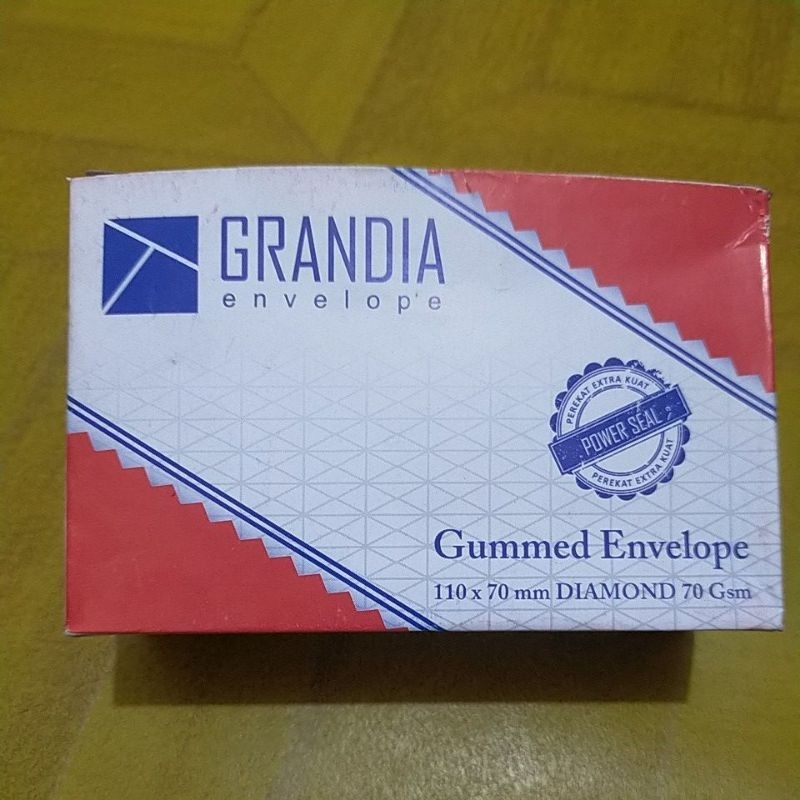 GRANDIA
envelope
PEREKAT EXTRA KUAT
POWER SEAL
PEREKAT EXTRA KUAT
Gummed Envelope
110 x 70 mm DIAMOND 70 Gsm